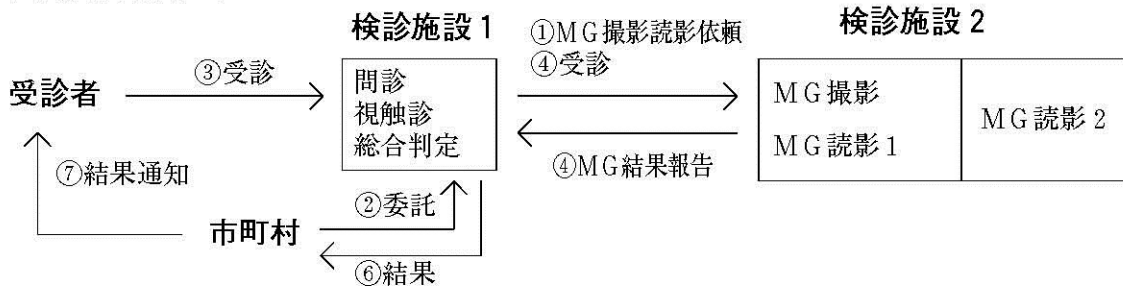 検診施設1
①MG撮影読影依頼
検診施設2
③受診
④受診
受診者
問診
視触診
総合判定
MG撮影
MG読影1
MG読影2
④MG結果報告
⑦結果通知
②委託
市町村
⑥結果